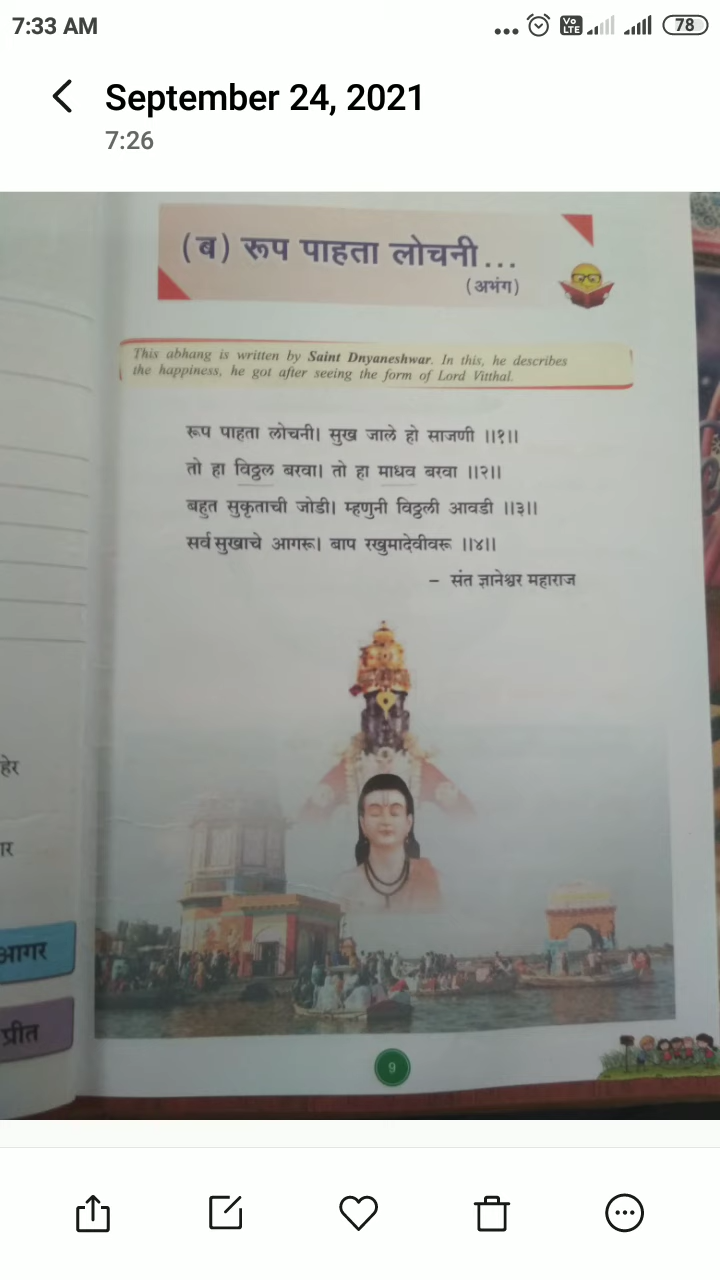 7:33 AM
Vo LTE 78
September 24, 2021
7:26
(ब) रूप पाहता लोचनी...
(अभंग)
This abhang is written by Saint Dnyaneshwar. In this, he describes
the happiness, he got after seeing the form of Lord Vitthal.
रूप पाहता लोचनी। सुख जाले हो साजणी ॥१॥
तो हा विठ्ठल बरवा। तो हा माधव बरवा ॥२॥
बहुत सुकृताची जोडी। म्हणुनी विठ्ठली आवडी ॥३॥
सर्व सुखाचे आगरू। बाप रखुमादेवीवरू ॥४॥
– संत ज्ञानेश्वर महाराज
हेर
ार
आगर
प्रीत
9